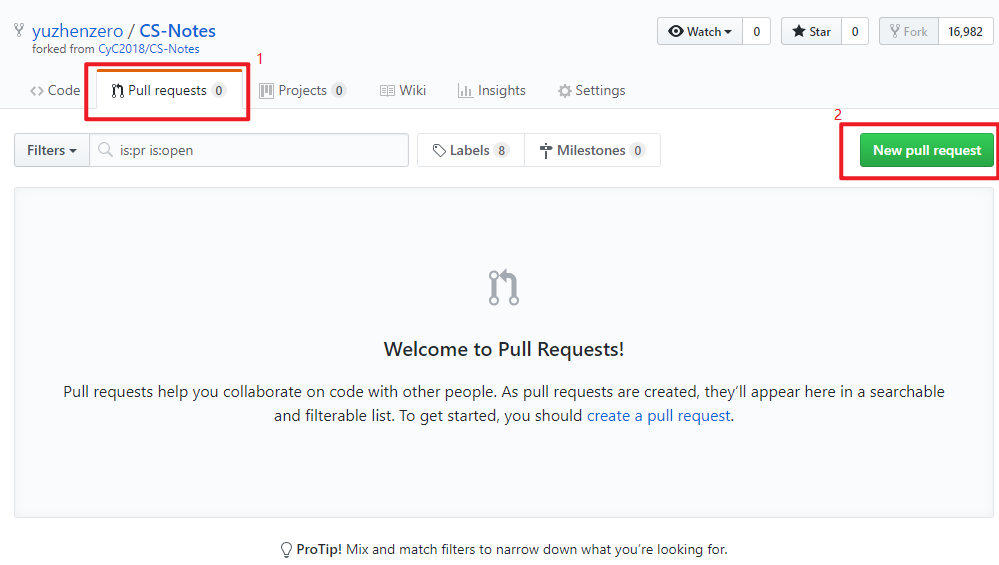 yuzhenzero / CS-Notes
forked from CyC2018/CS-Notes
Watch 0 Star 0 Fork 16,982
1
Code Pull requests 0 Projects 0 Wiki Insights Settings
2
Filters is:pr is:open Labels 8 Milestones 0 New pull request
Welcome to Pull Requests!
Pull requests help you collaborate on code with other people. As pull requests are created, they’ll appear here in a searchable
and filterable list. To get started, you should create a pull request.
ProTip! Mix and match filters to narrow down what you’re looking for.